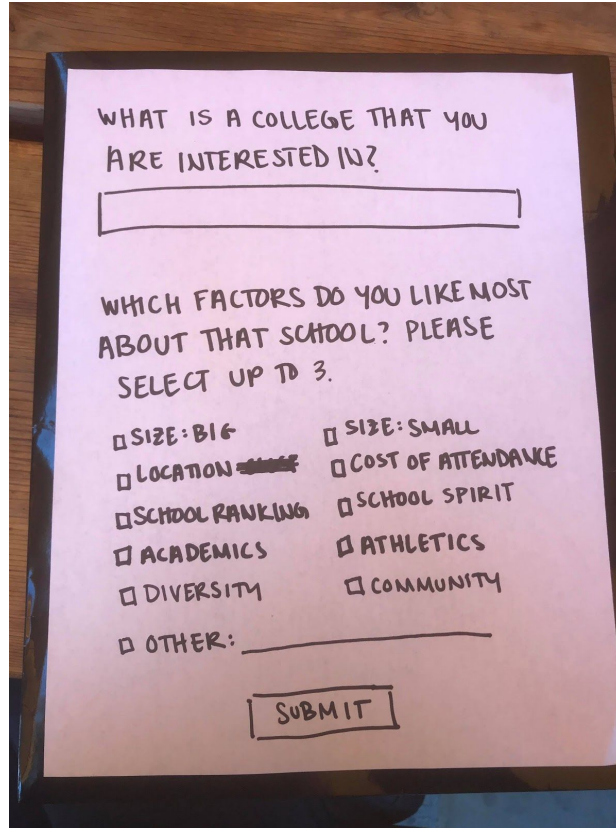 WHAT IS A COLLEGE THAT YOU
ARE INTERESTED IN?
WHICH FACTORS DO YOU LIKE MOST
ABOUT THAT SCHOOL? PLEASE
SELECT UP TO 3.
SIZE: BIG SIZE: SMALL
LOCATION COST OF ATTENDANCE
SCHOOL RANKING SCHOOL SPIRIT
ACADEMICS ATHLETICS
DIVERSITY COMMUNITY
OTHER:
SUBMIT